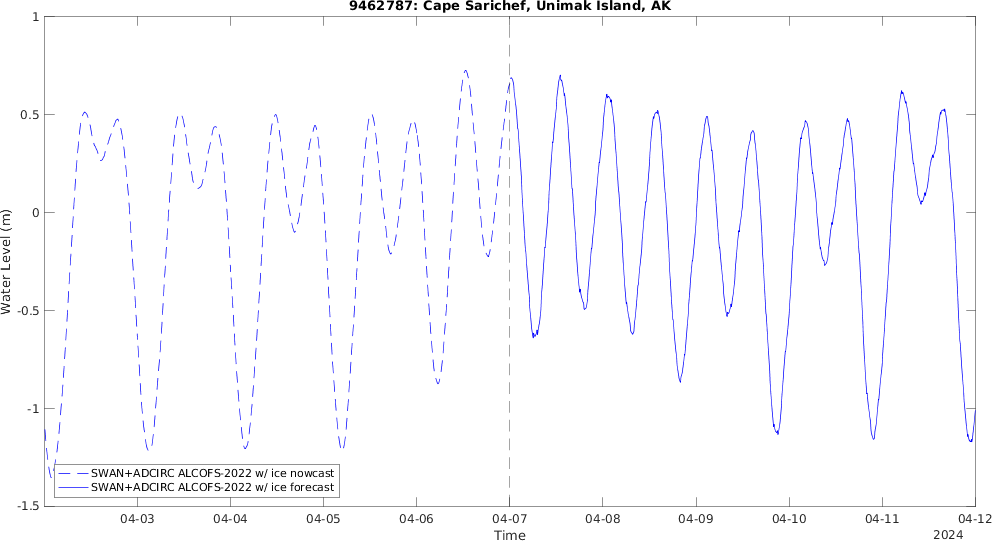 9462787: Cape Sarichef, Unimak Island, AK
1
0.5
0
-0.5
-1
-1.5
Water Level (m)
SWAN+ADCIRC ALCOFS-2022 w/ ice nowcast
SWAN+ADCIRC ALCOFS-2022 w/ ice forecast
04-03 04-04 04-05 04-06 04-07 04-08 04-09 04-10 04-11 04-12
Time
2024